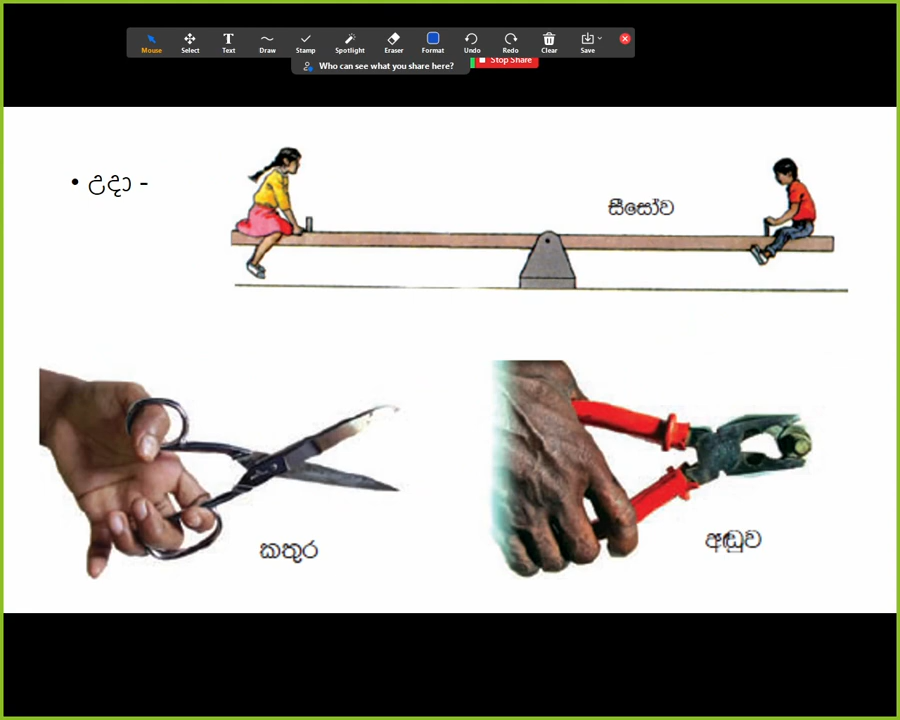 Mouse Select Text Draw Stamp Spotlight Eraser Format Undo Redo Clear Save
Who can see what you share here? Stop Share
• උදා -
සීසෝව
කතුර
අඬුව